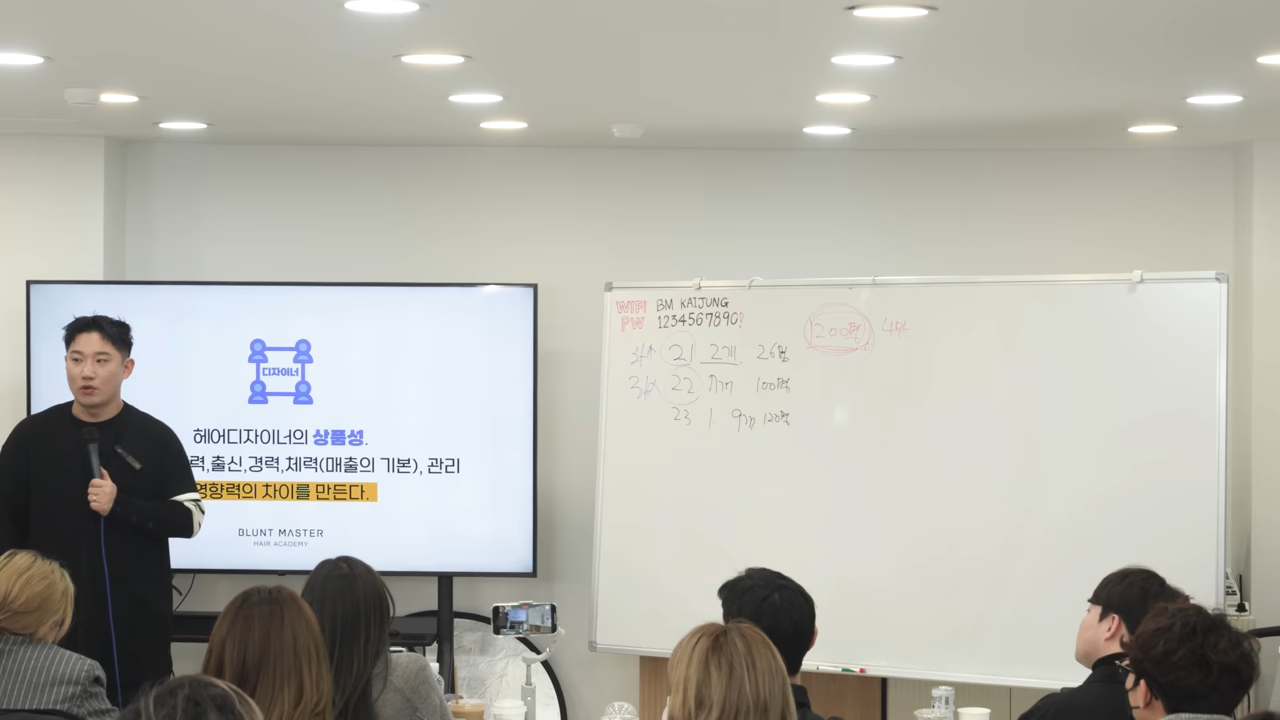 디자이너
헤어디자이너의 상품성.
력,출신,경력,체력(매출의 기본), 관리
영향력의 차이를 만든다.
BLUNT MASTER
HAIR ACADEMY
WIFI BM KAIJUNG
PW 1234567890!
200명
21 2개 26명
22 7개 100명
23 1 9개 120명